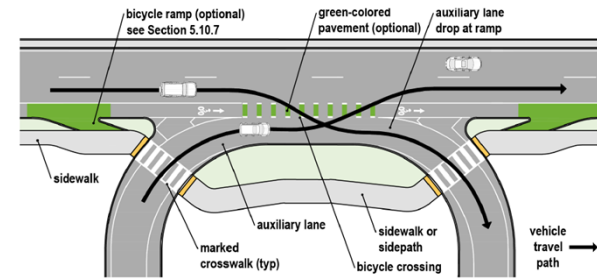 bicycle ramp (optional)
see Section 5.10.7
green-colored
pavement (optional)
auxiliary lane
drop at ramp
sidewalk
auxiliary lane
marked
crosswalk (typ)
sidewalk or
sidepath
bicycle crossing
vehicle
travel
path